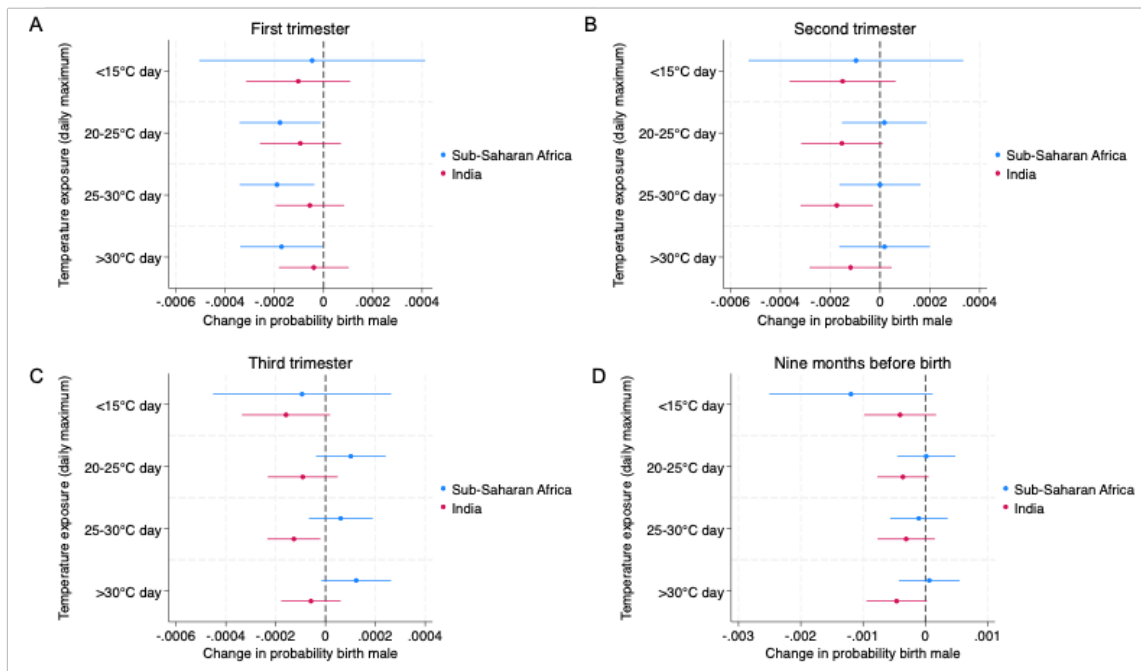 A
First trimester
Temperature exposure (daily maximum)
<15°C day
20-25°C day
25-30°C day
>30°C day
-.0006 -.0004 -.0002 0 .0002 .0004
Change in probability birth male
Sub-Saharan Africa
India
B
Second trimester
Temperature exposure (daily maximum)
<15°C day
20-25°C day
25-30°C day
>30°C day
-.0006 -.0004 -.0002 0 .0002 .0004
Change in probability birth male
Sub-Saharan Africa
India
C
Third trimester
Temperature exposure (daily maximum)
<15°C day
20-25°C day
25-30°C day
>30°C day
-.0006 -.0004 -.0002 0 .0002 .0004
Change in probability birth male
Sub-Saharan Africa
India
D
Nine months before birth
Temperature exposure (daily maximum)
<15°C day
20-25°C day
25-30°C day
>30°C day
-.003 -.002 -.001 0 .001
Change in probability birth male
Sub-Saharan Africa
India